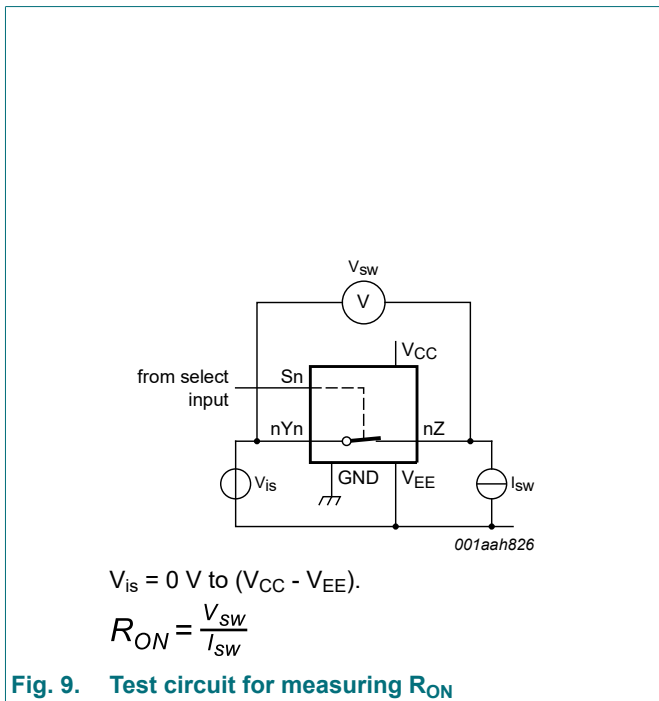 Vsw
V
VCC
from select
input
Sn
nYn
nZ
Vis
GND
VEE
Isw
001aah826
Vis = 0 V to (VCC - VEE).
RON = Vsw / Isw
Fig. 9. Test circuit for measuring RON